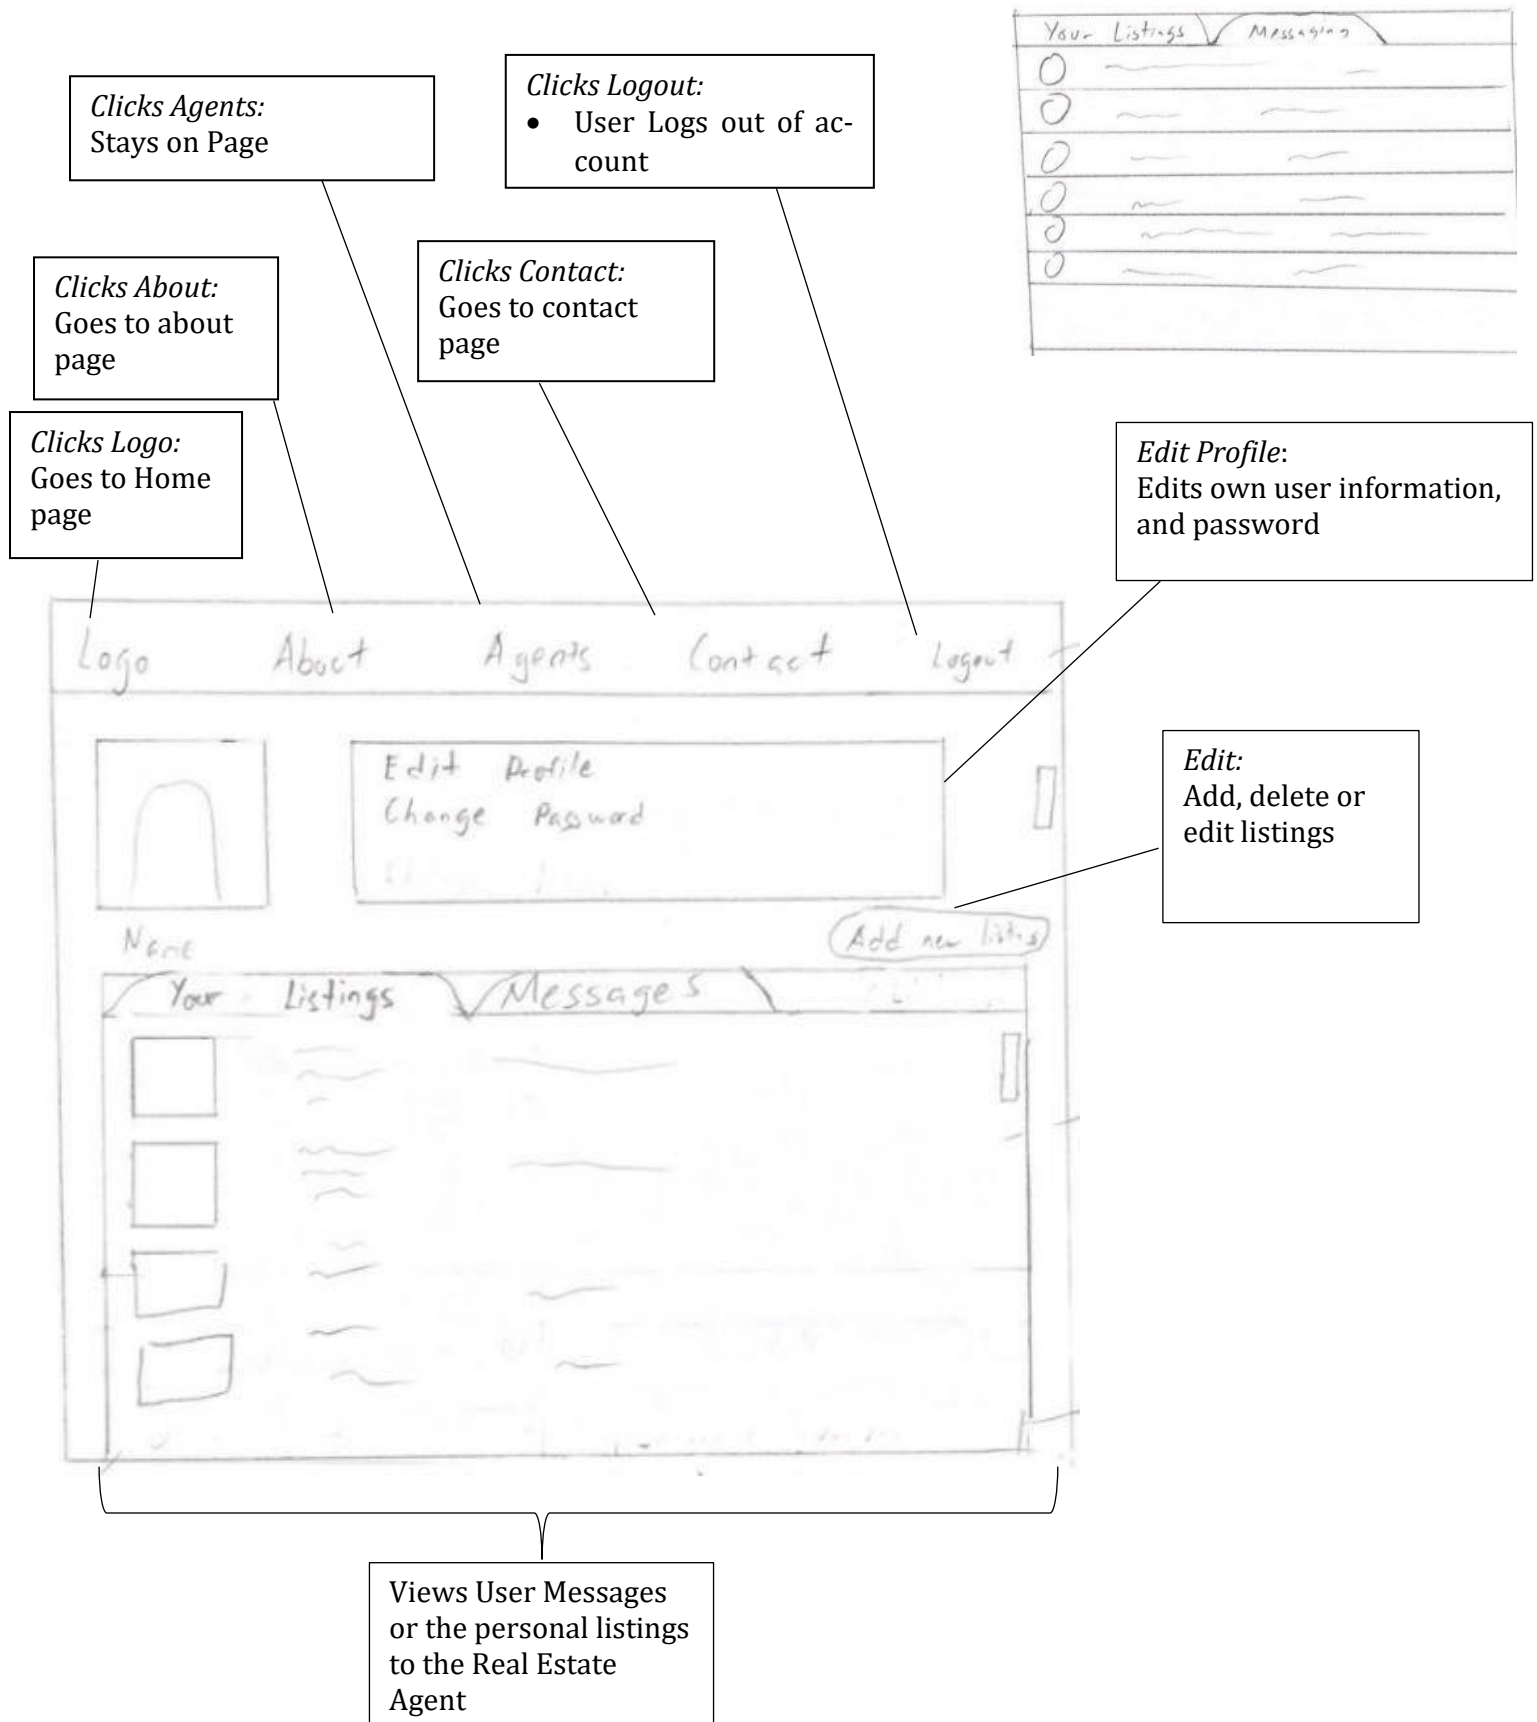 Your Listings Messaging
Clicks Agents:
Stays on Page
Clicks Logout:
• User Logs out of ac-
count
Clicks About:
Goes to about
page
Clicks Contact:
Goes to contact
page
Clicks Logo:
Goes to Home
page
Edit Profile:
Edits own user information,
and password
Logo About Agents Contact Logout
Edit Profile
Change Password
Edit:
Add, delete or
edit listings
Name
Add new listing
Your Listings Messages
Views User Messages
or the personal listings
to the Real Estate
Agent